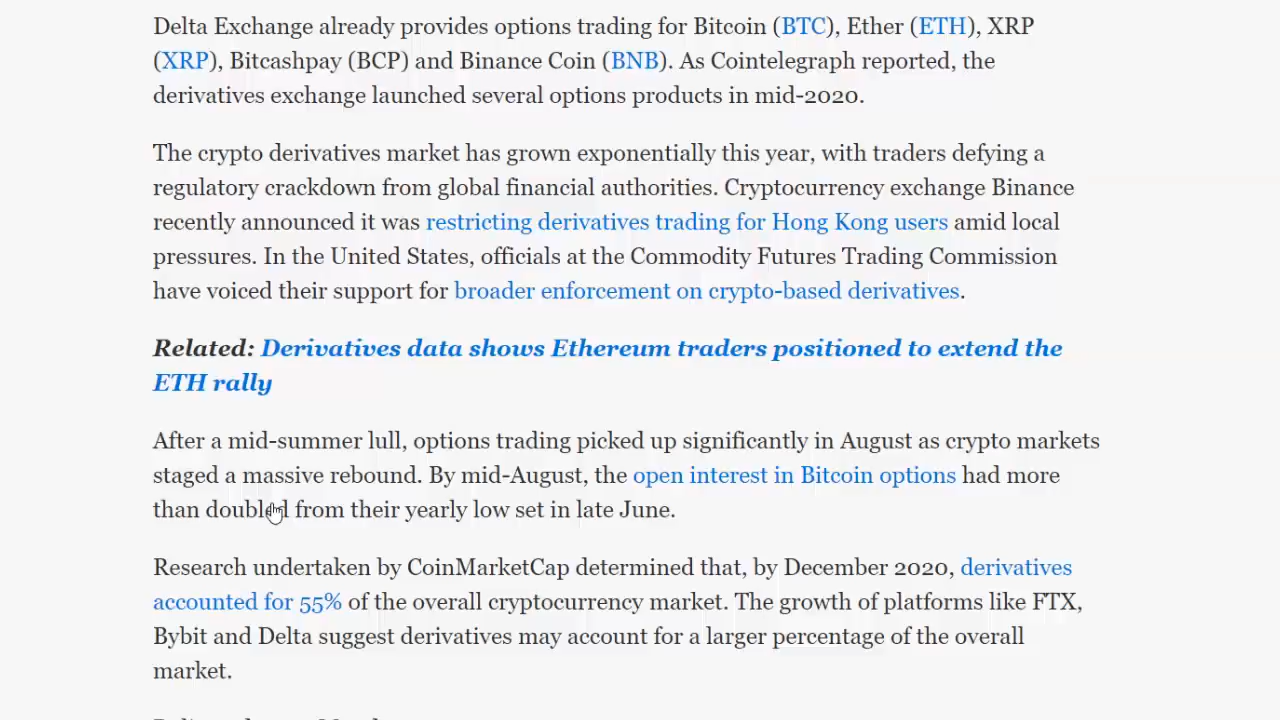 Delta Exchange already provides options trading for Bitcoin (BTC), Ether (ETH), XRP
(XRP), Bitcashpay (BCP) and Binance Coin (BNB). As Cointelegraph reported, the
derivatives exchange launched several options products in mid-2020.
The crypto derivatives market has grown exponentially this year, with traders defying a
regulatory crackdown from global financial authorities. Cryptocurrency exchange Binance
recently announced it was restricting derivatives trading for Hong Kong users amid local
pressures. In the United States, officials at the Commodity Futures Trading Commission
have voiced their support for broader enforcement on crypto-based derivatives.
Related: Derivatives data shows Ethereum traders positioned to extend the
ETH rally
After a mid-summer lull, options trading picked up significantly in August as crypto markets
staged a massive rebound. By mid-August, the open interest in Bitcoin options had more
than doubled from their yearly low set in late June.
Research undertaken by CoinMarketCap determined that, by December 2020, derivatives
accounted for 55% of the overall cryptocurrency market. The growth of platforms like FTX,
Bybit and Delta suggest derivatives may account for a larger percentage of the overall
market.